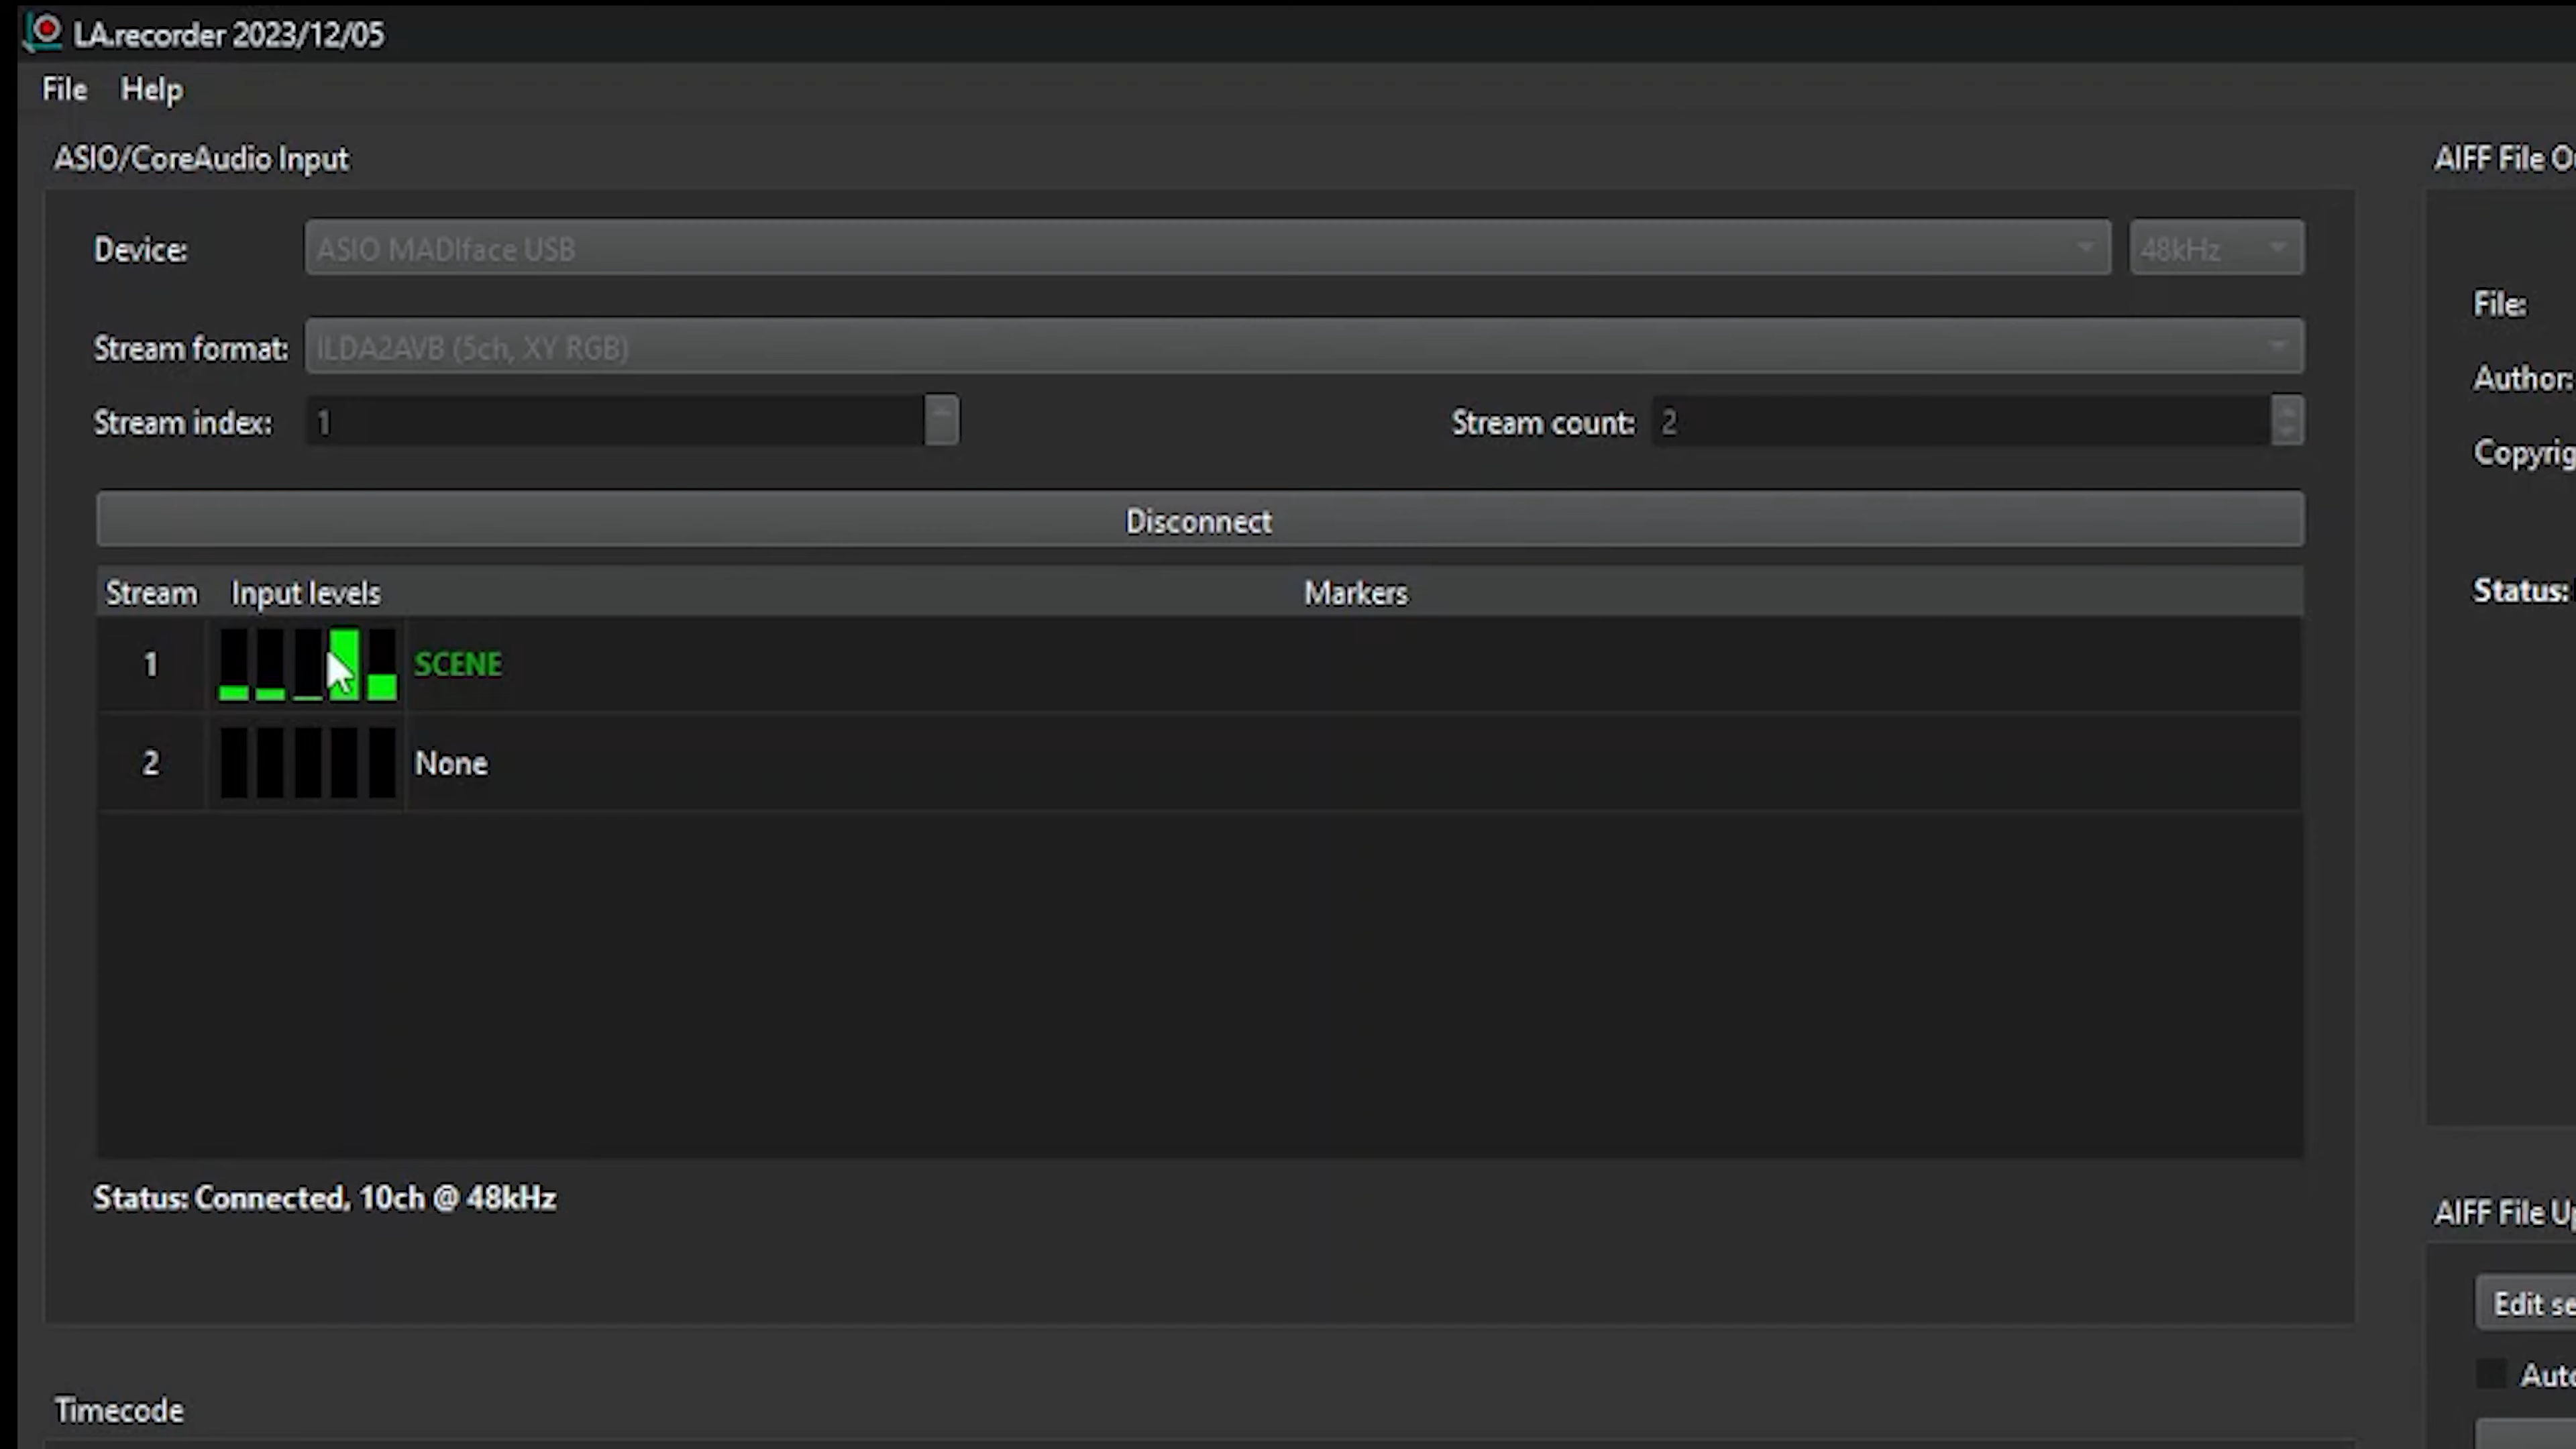 LA.recorder 2023/12/05
File Help
ASIO/CoreAudio Input
Device: ASIO MADIface USB 48kHz
Stream format: ILDA2AVB (5ch, XY RGB)
Stream index: 1 Stream count: 2
Disconnect
Stream Input levels Markers
1 SCENE
2 None
Status: Connected, 10ch @ 48kHz
Timecode
AIFF File O
File:
Author:
Copyrig
Status:
AIFF File Up
Edit se
Auto